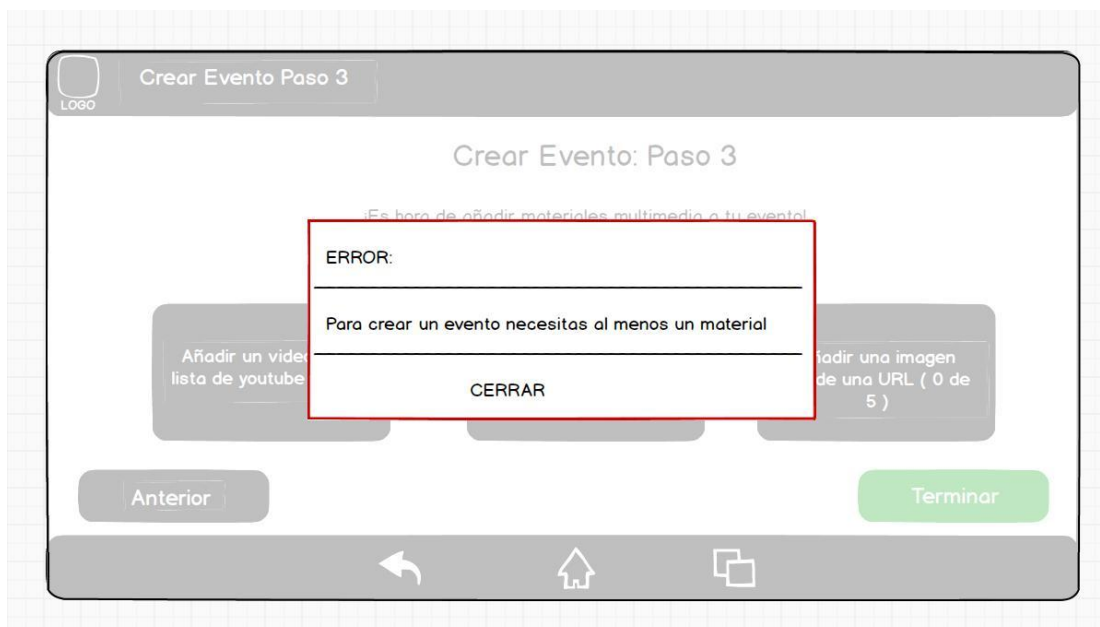 Crear Evento Paso 3
LOGO
Crear Evento: Paso 3
¡Es hora de añadir materiales multimedia a tu evento!
ERROR:
Para crear un evento necesitas al menos un material
CERRAR
Añadir un
lista de youtube
una imagen
de una URL ( 0 de
5 )
Anterior
Terminar